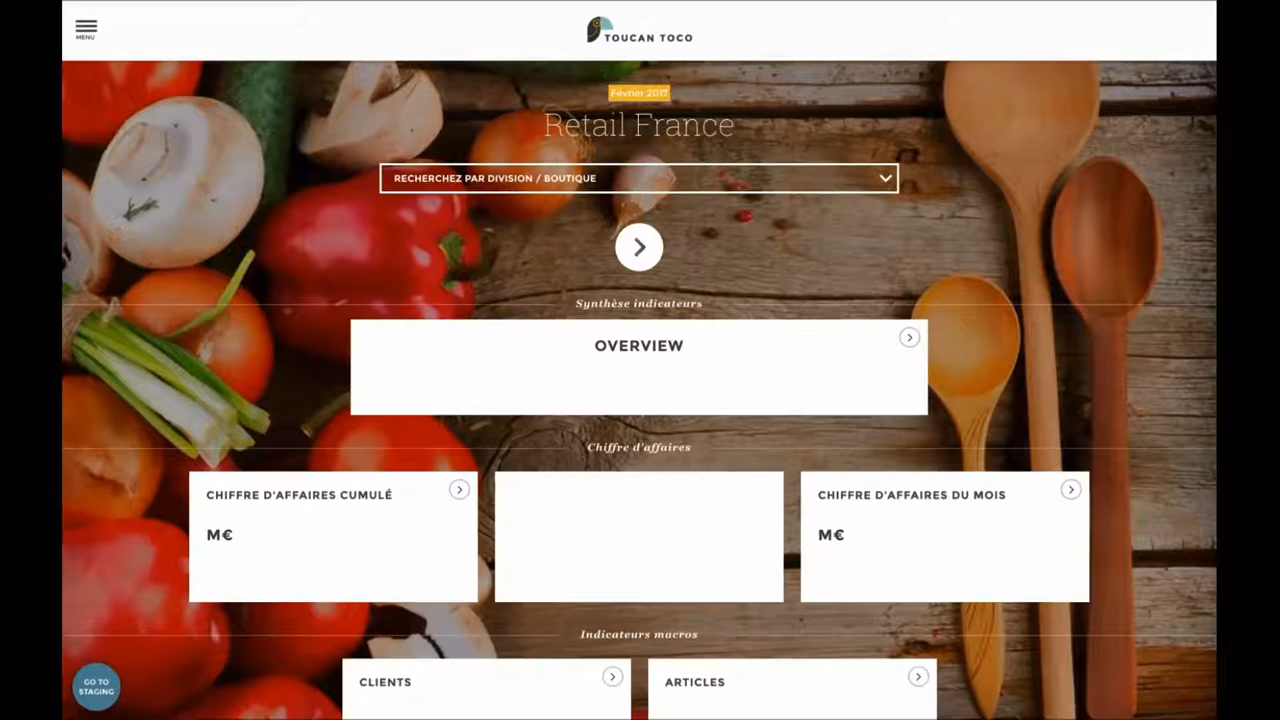 MENU
TOUCAN TOCO
Février 2017
Retail France
RECHERCHEZ PAR DIVISION / BOUTIQUE
Synthèse indicateurs
OVERVIEW
Chiffre d'affaires
CHIFFRE D'AFFAIRES CUMULÉ
M€
CHIFFRE D'AFFAIRES DU MOIS
M€
Indicateurs macros
CLIENTS
ARTICLES
GO TO
STAGING